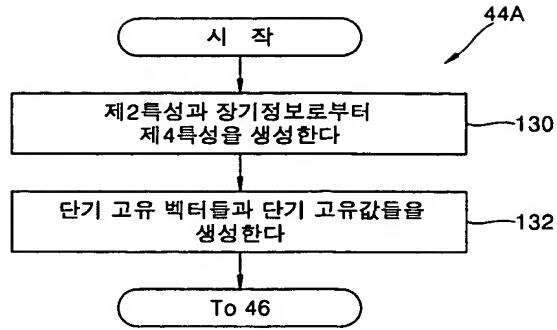 44A
시 작
제2특성과 장기정보로부터
제4특성을 생성한다
130
단기 고유 벡터들과 단기 고유값들을
생성한다
132
To 46